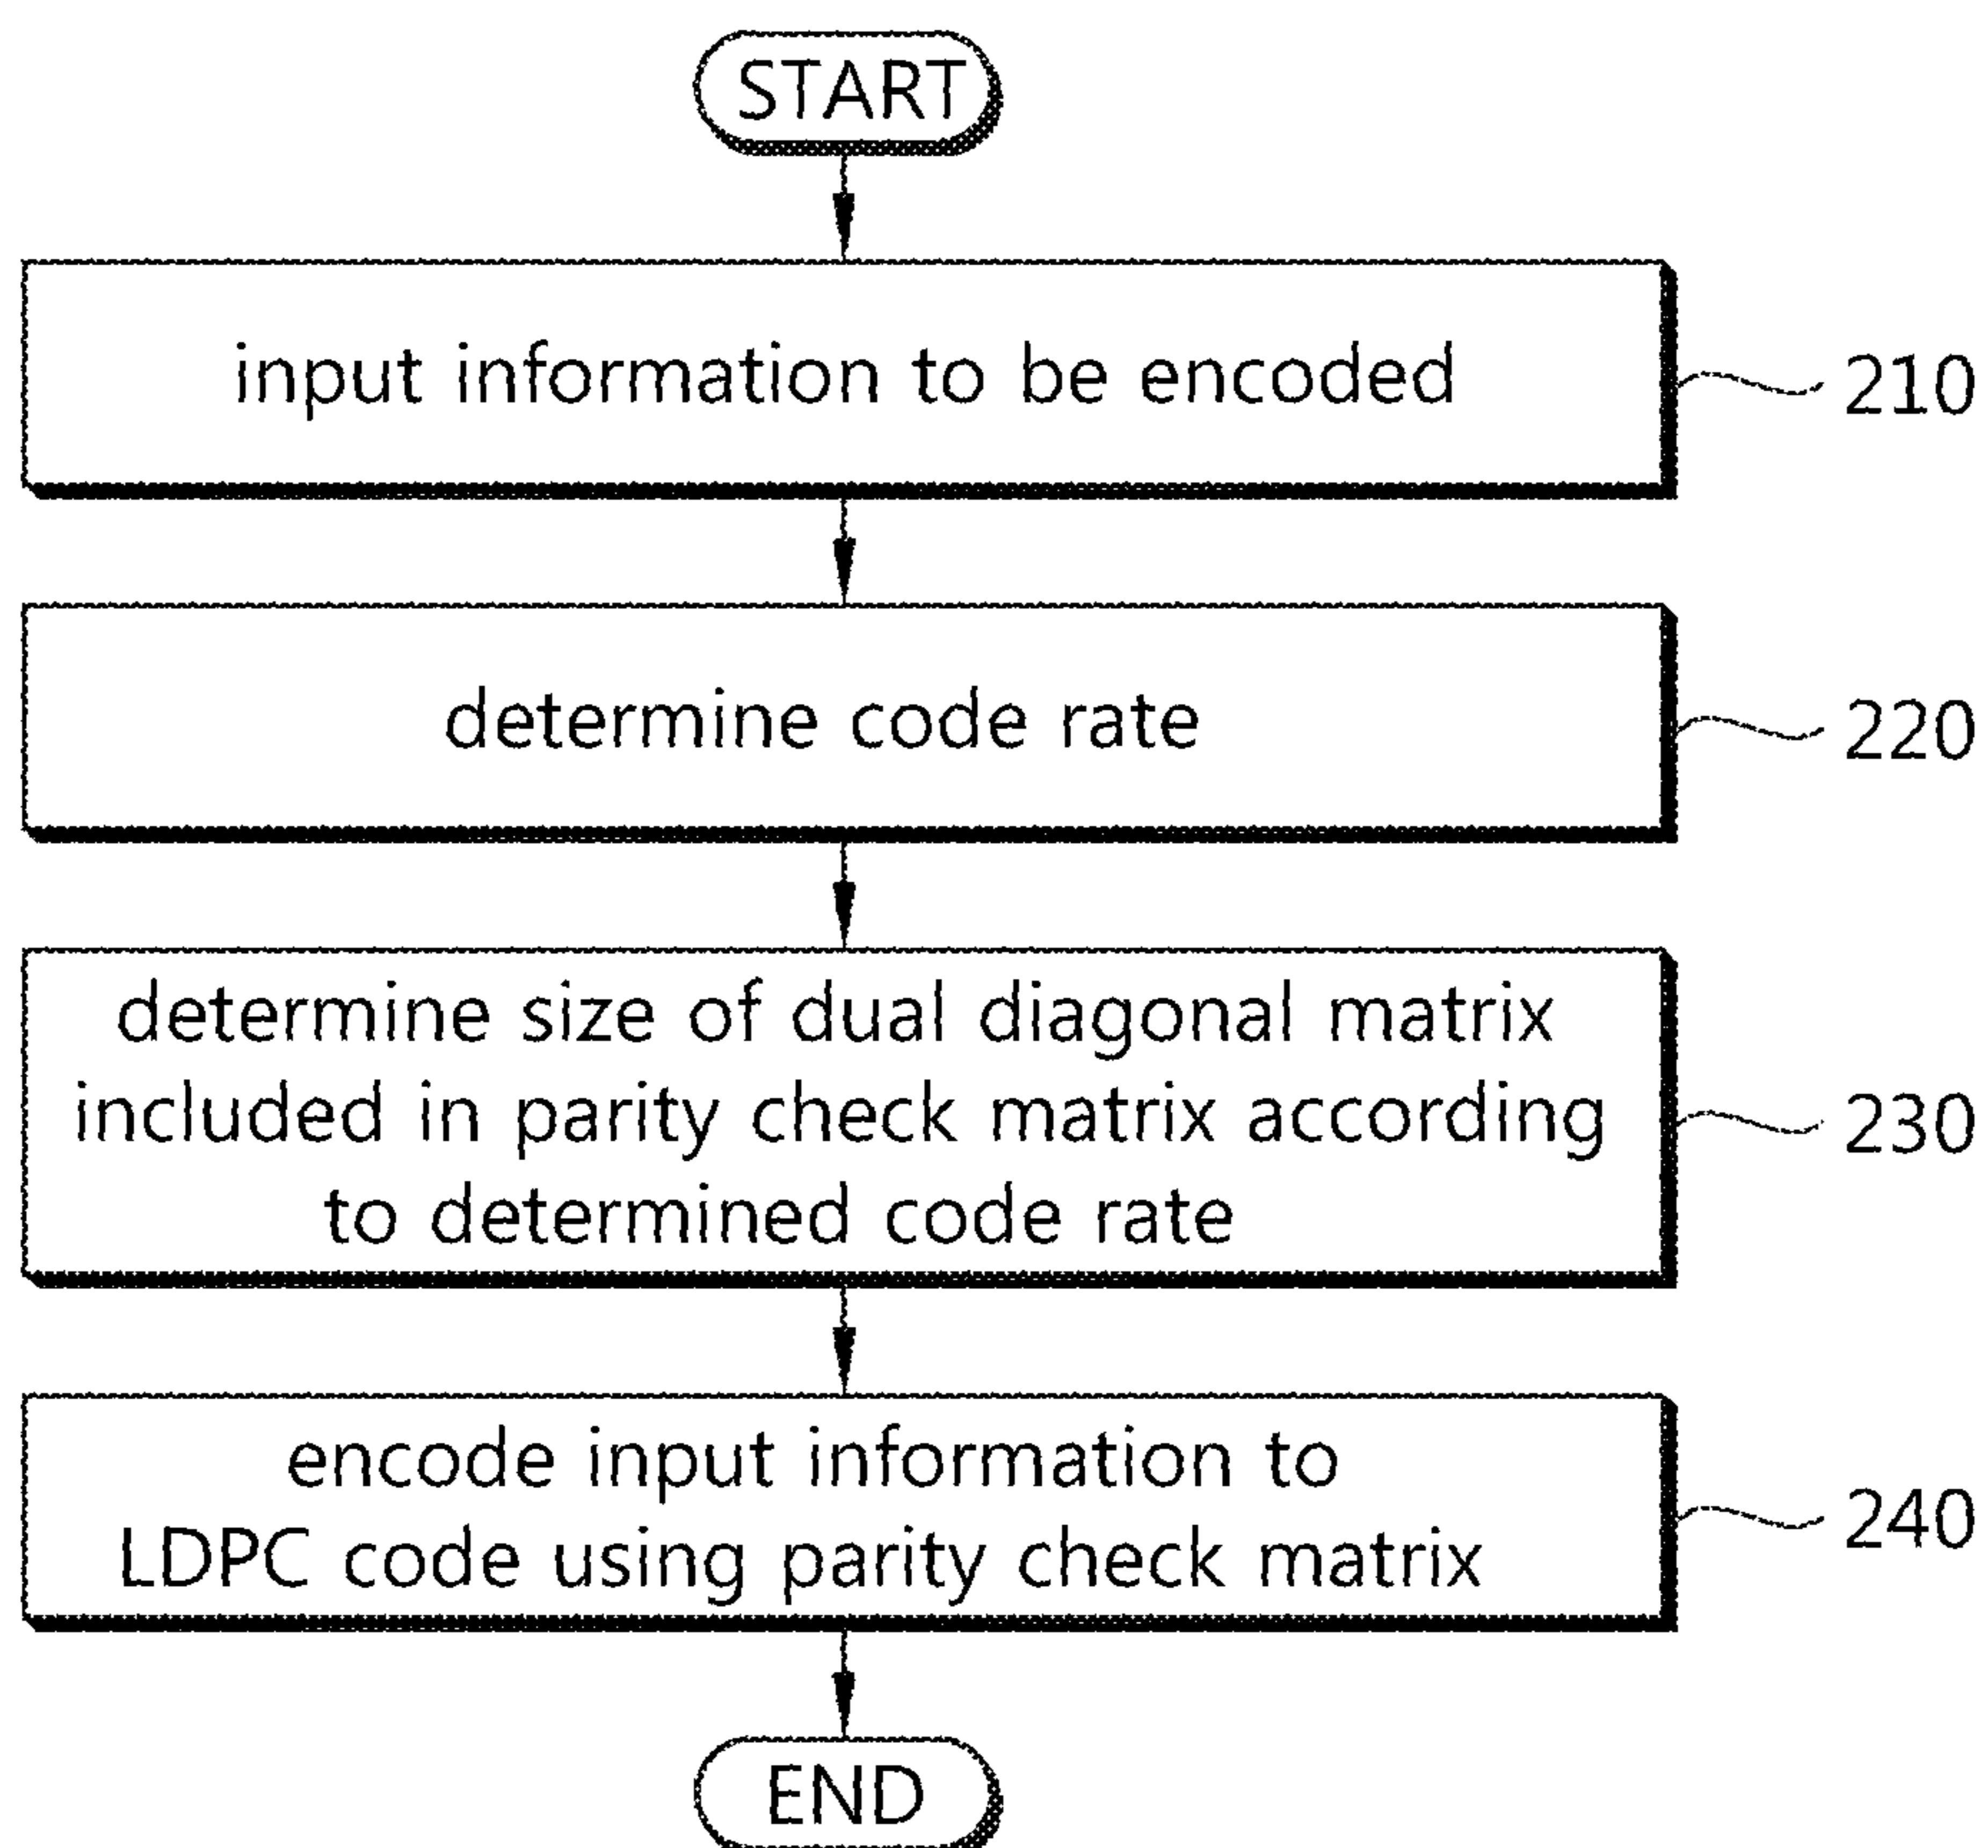 START
input information to be encoded
210
determine code rate
220
determine size of dual diagonal matrix
included in parity check matrix according
to determined code rate
230
encode input information to
LDPC code using parity check matrix
240
END